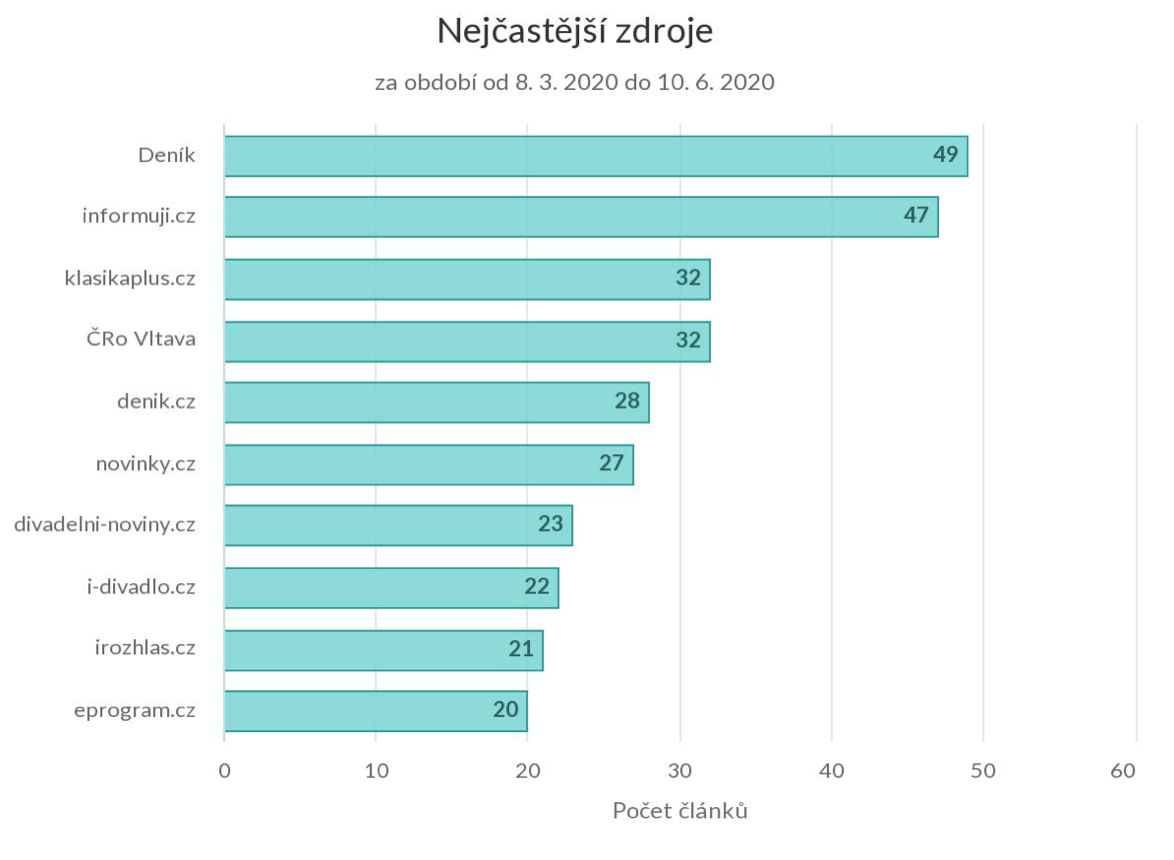 Nejčastější zdroje
za období od 8. 3. 2020 do 10. 6. 2020
Deník 49
informuji.cz 47
klasikaplus.cz 32
ČRo Vltava 32
denik.cz 28
novinky.cz 27
divadelni-noviny.cz 23
i-divadlo.cz 22
irozhlas.cz 21
eprogram.cz 20
0 10 20 30 40 50 60
Počet článků